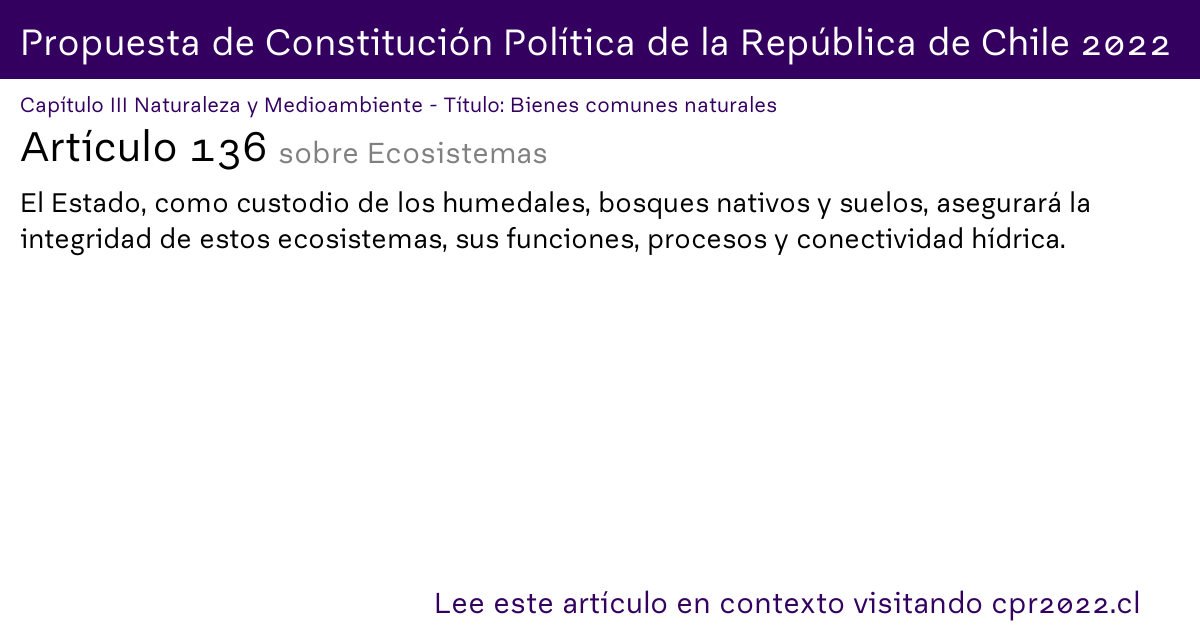 Propuesta de Constitución Política de la República de Chile 2022
Capítulo III Naturaleza y Medioambiente - Título: Bienes comunes naturales
Artículo 136 sobre Ecosistemas
El Estado, como custodio de los humedales, bosques nativos y suelos, asegurará la
integridad de estos ecosistemas, sus funciones, procesos y conectividad hídrica.
Lee este artículo en contexto visitando cpr2022.cl